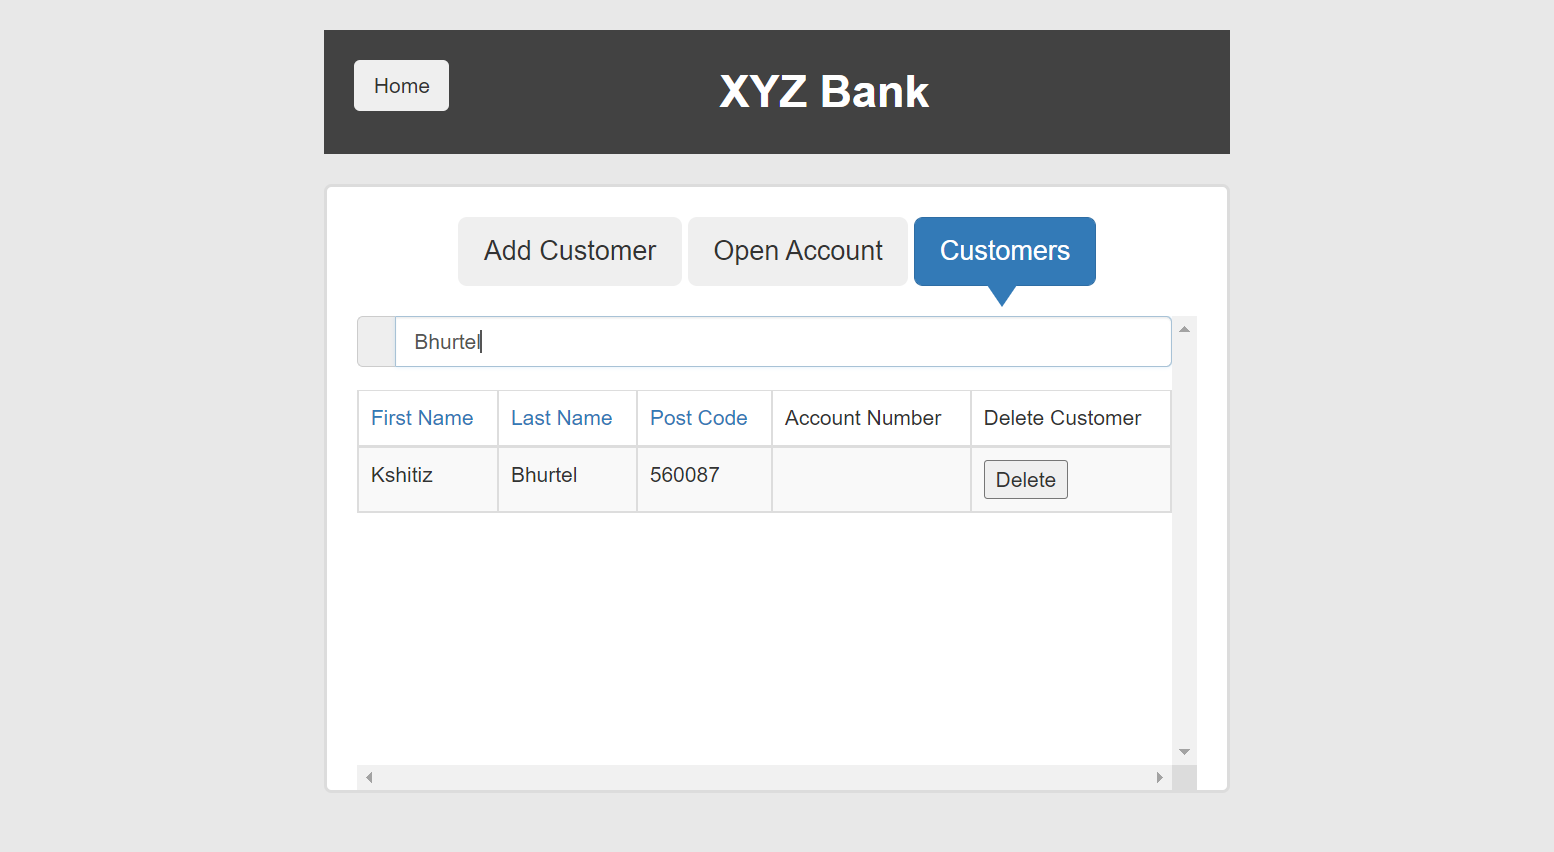 Home
XYZ Bank
Add Customer Open Account Customers
Bhurtel
First Name Last Name Post Code Account Number Delete Customer
Kshitiz Bhurtel 560087 Delete